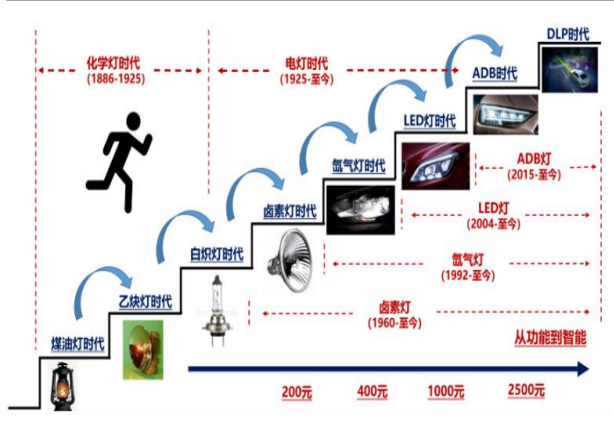 DLP时代
化学灯时代
(1886-1925)
电灯时代
(1925-至今)
ADB时代
LED灯时代
ADB灯
(2015-至今)
氙气灯时代
LED灯
(2004-至今)
卤素灯时代
白炽灯时代
氙气灯
(1992-至今)
乙炔灯时代
卤素灯
(1960-至今)
煤油灯时代
从功能到智能
200元
400元
1000元
2500元